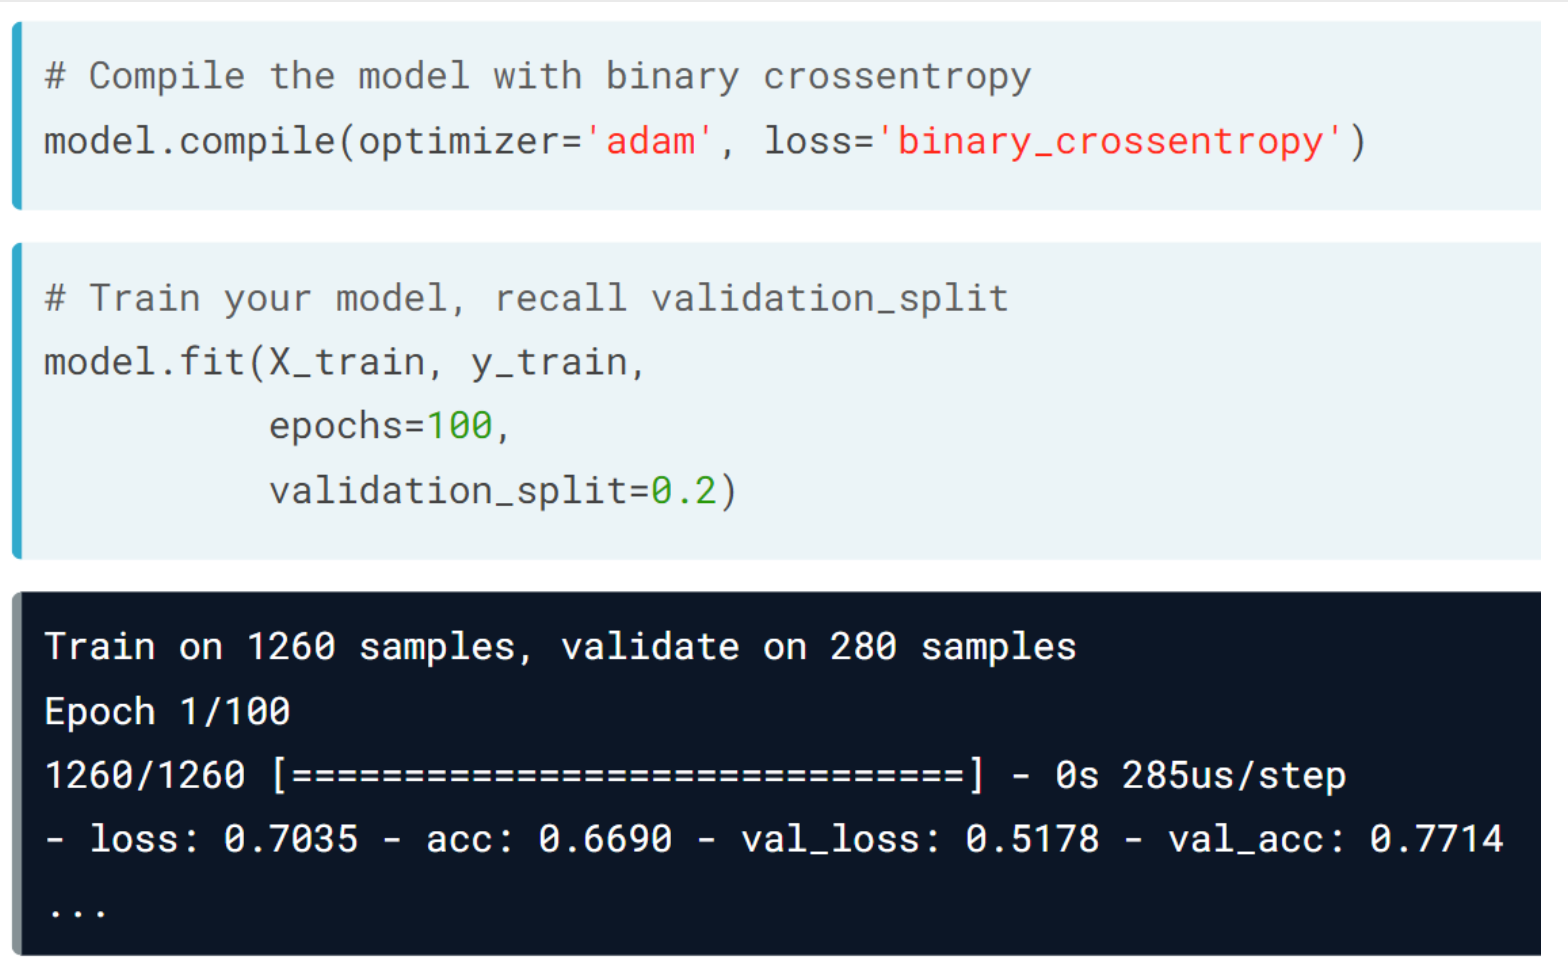 # Compile the model with binary crossentropy
model.compile(optimizer='adam', loss='binary_crossentropy')
# Train your model, recall validation_split
model.fit(X_train, y_train,
          epochs=100,
          validation_split=0.2)
Train on 1260 samples, validate on 280 samples
Epoch 1/100
1260/1260 [==============================] - 0s 285us/step
- loss: 0.7035 - acc: 0.6690 - val_loss: 0.5178 - val_acc: 0.7714
...